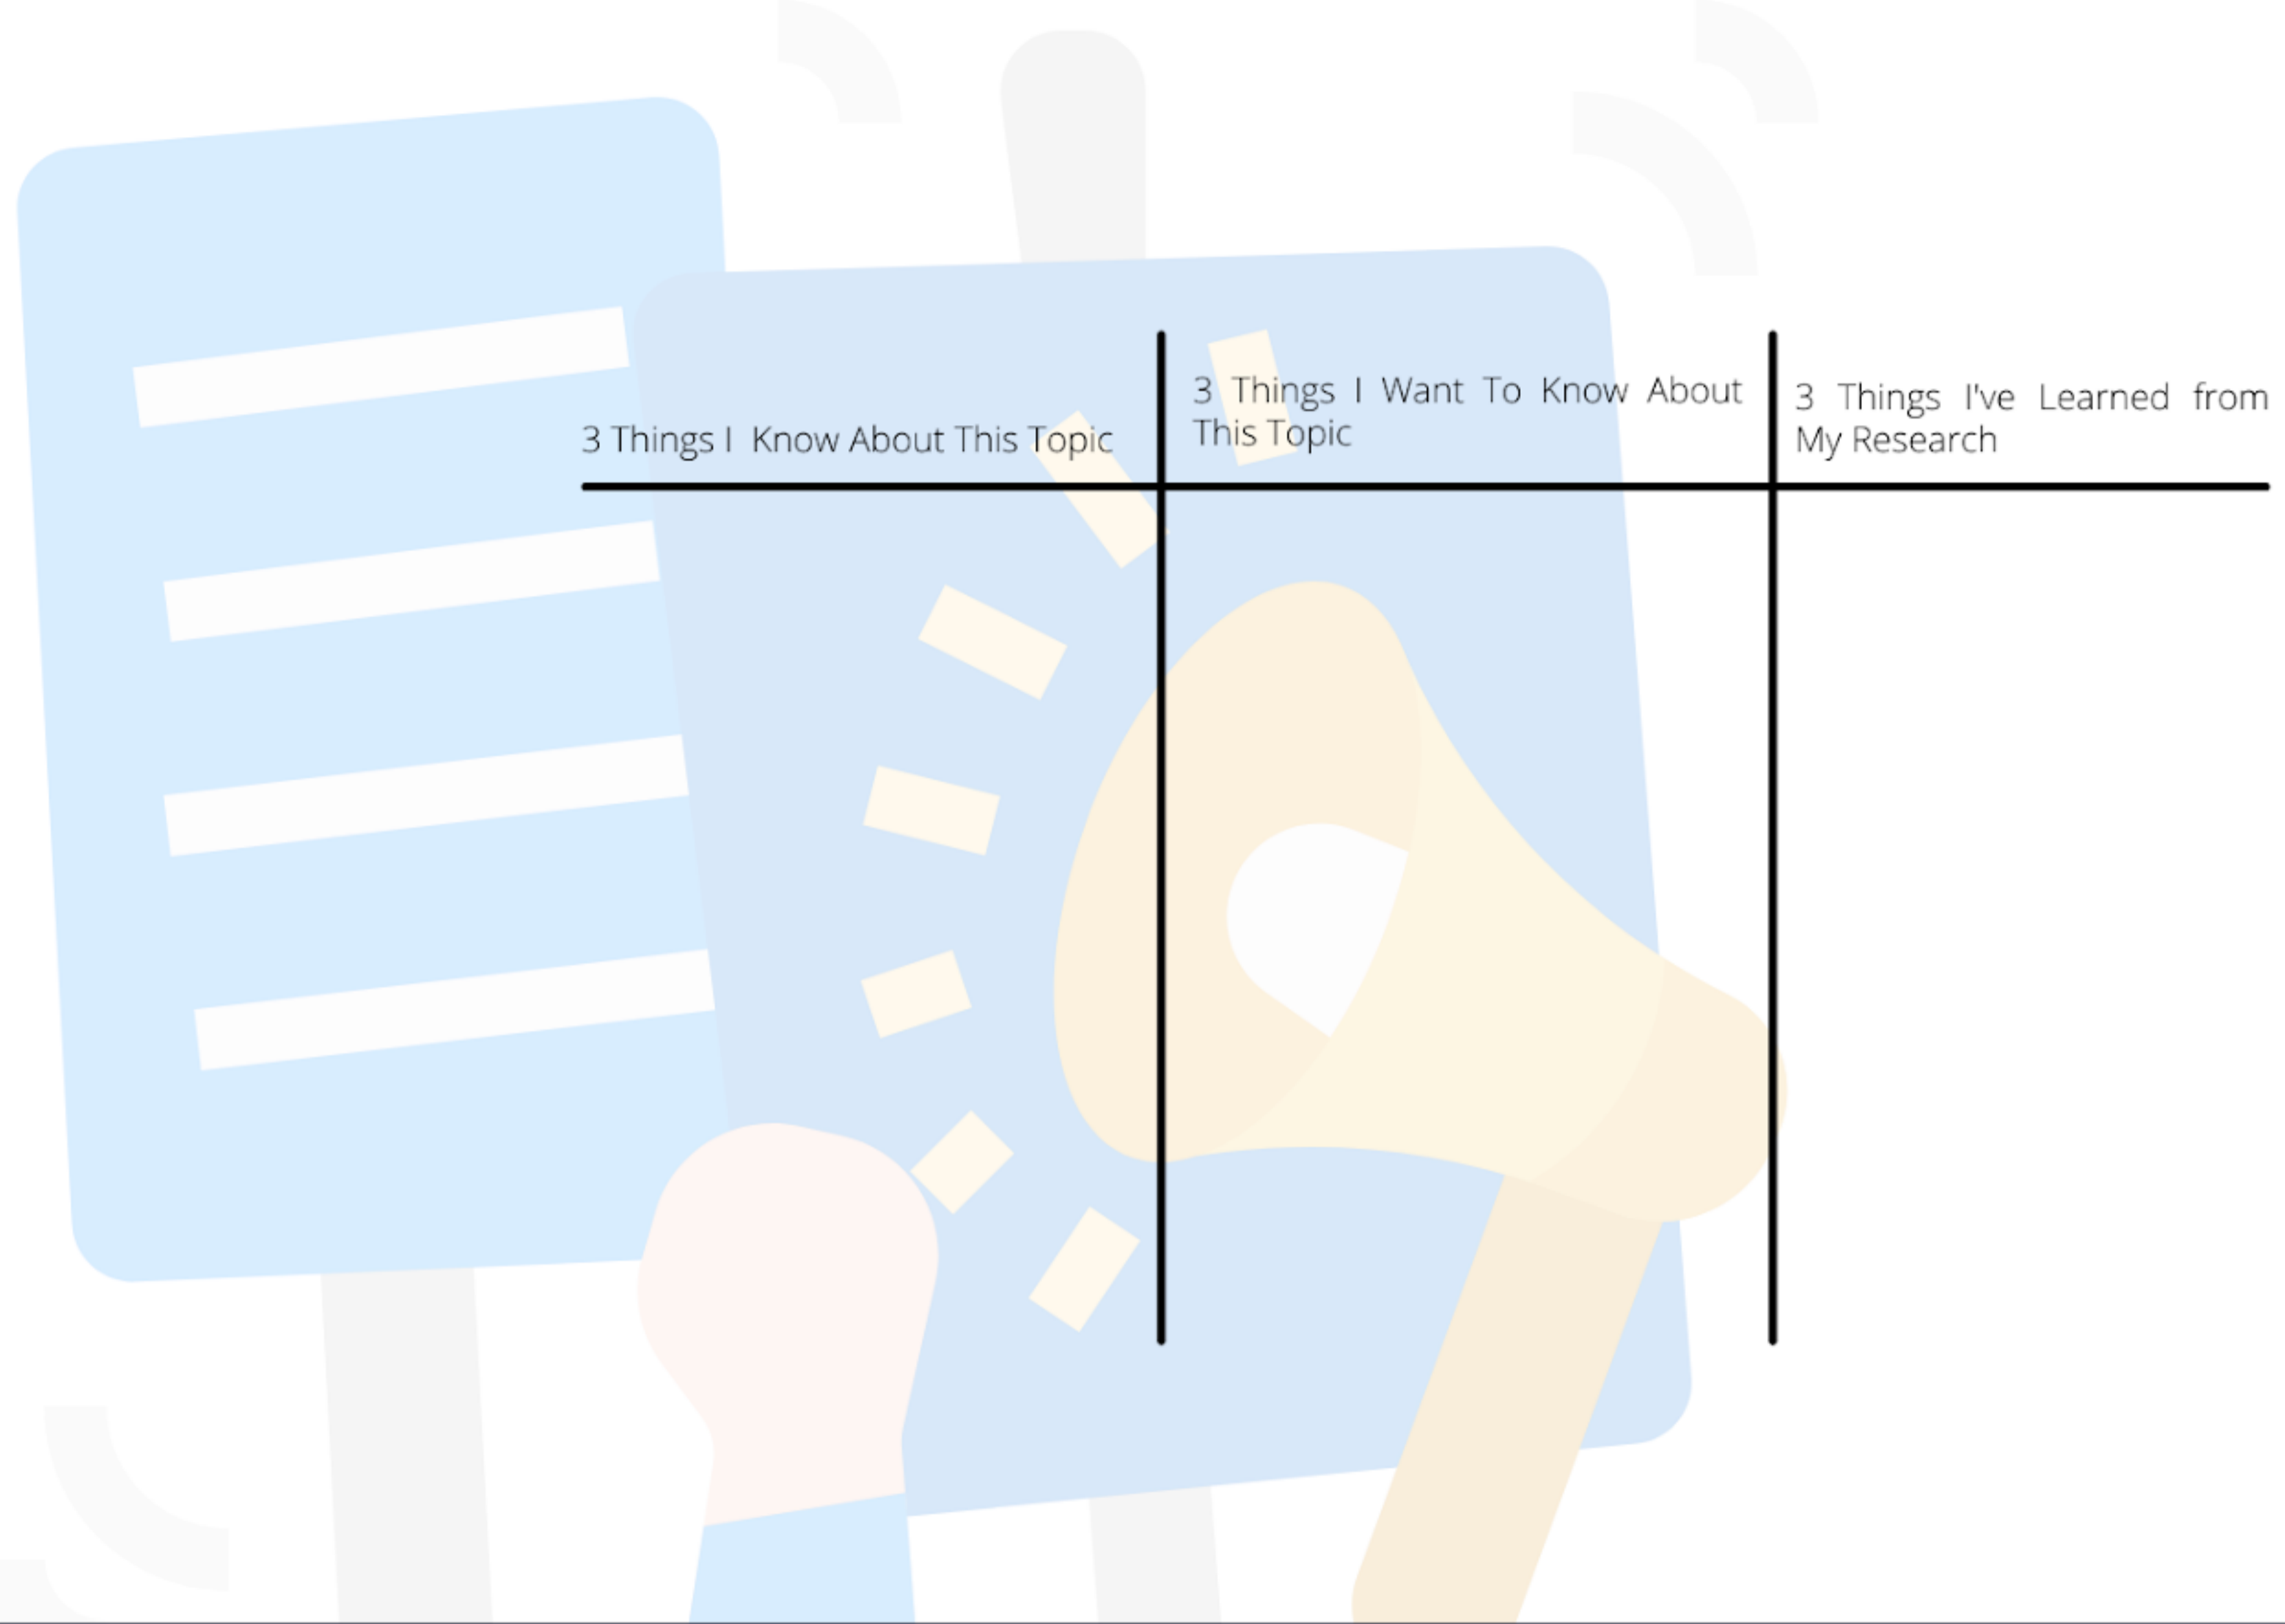 3 Things I Know About This Topic
3 Things I Want To Know About
This Topic
3 Things I've Learned from
My Research